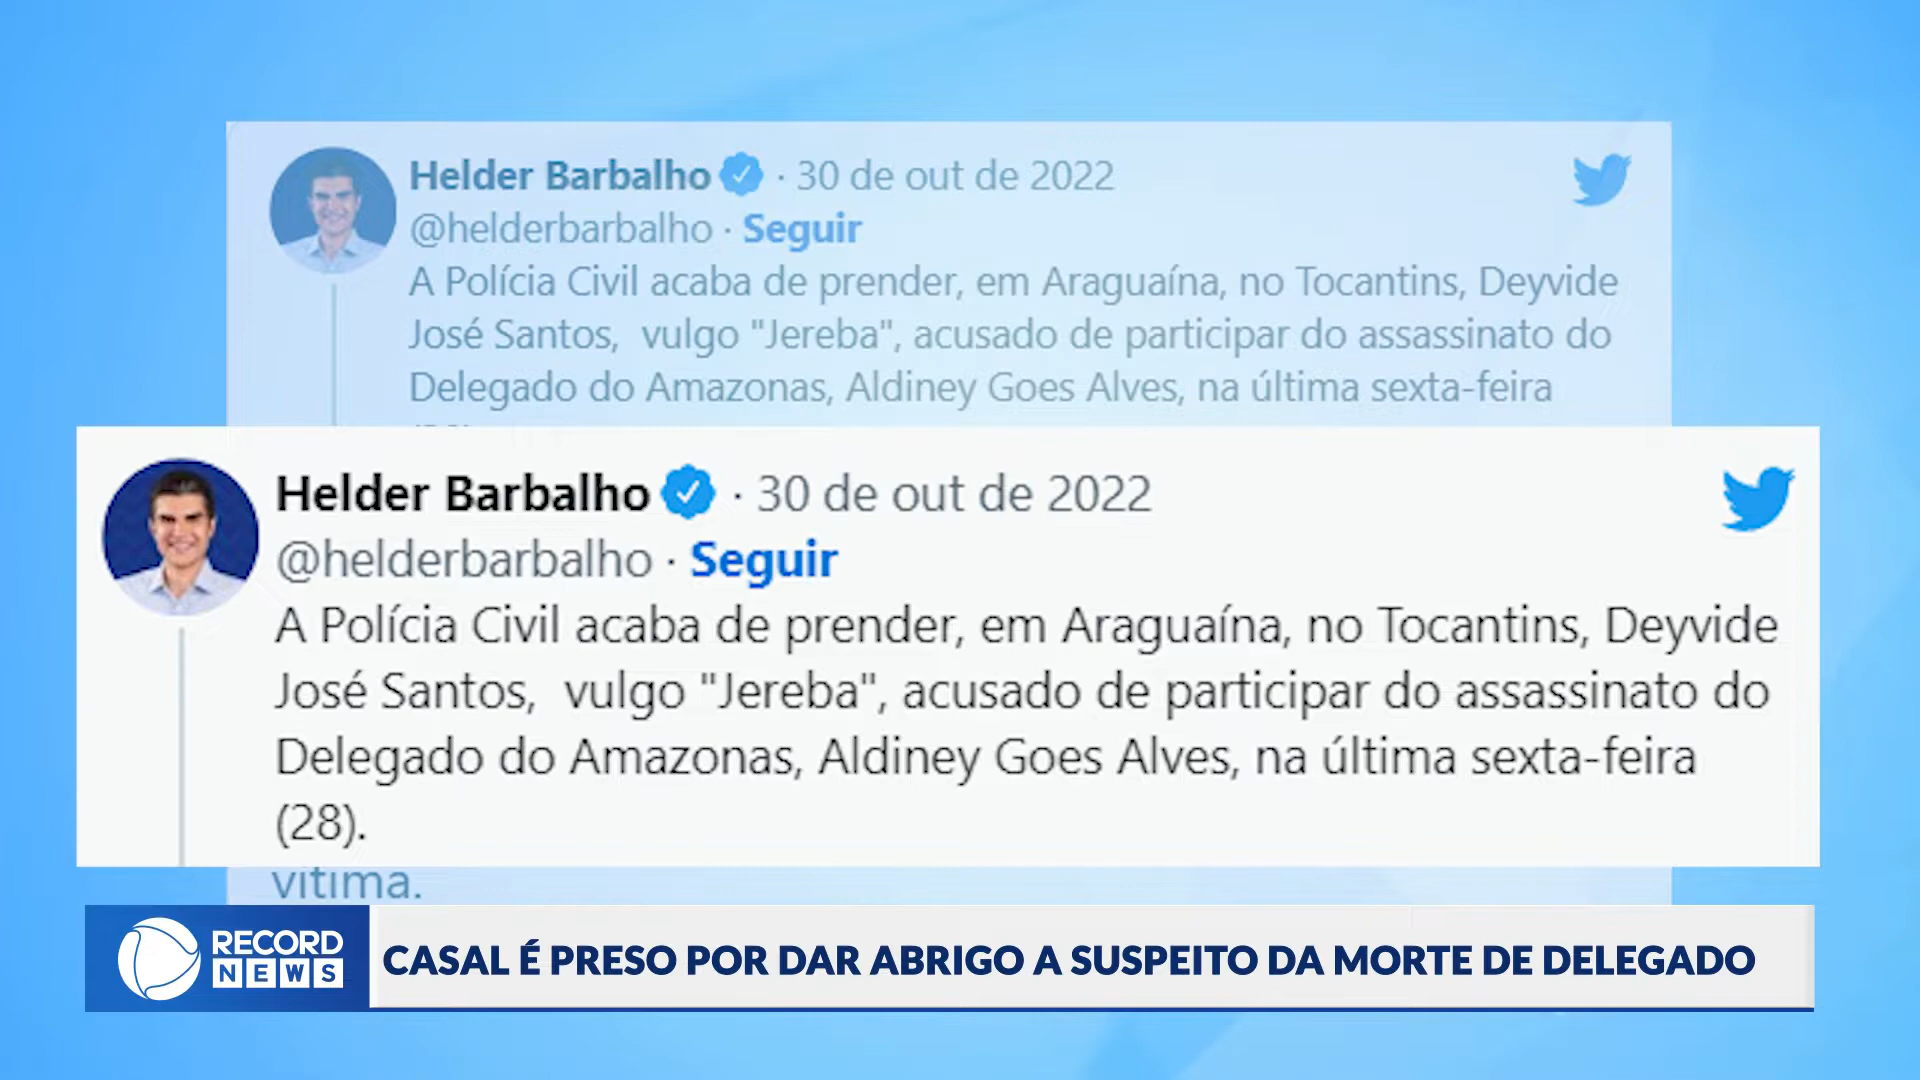 Helder Barbalho · 30 de out de 2022
@helderbarbalho · Seguir
A Polícia Civil acaba de prender, em Araguaína, no Tocantins, Deyvide
José Santos, vulgo "Jereba", acusado de participar do assassinato do
Delegado do Amazonas, Aldiney Goes Alves, na última sexta-feira
Helder Barbalho · 30 de out de 2022
@helderbarbalho · Seguir
A Polícia Civil acaba de prender, em Araguaína, no Tocantins, Deyvide
José Santos, vulgo "Jereba", acusado de participar do assassinato do
Delegado do Amazonas, Aldiney Goes Alves, na última sexta-feira
(28).
vítima.
RECORD
NEWS
CASAL É PRESO POR DAR ABRIGO A SUSPEITO DA MORTE DE DELEGADO